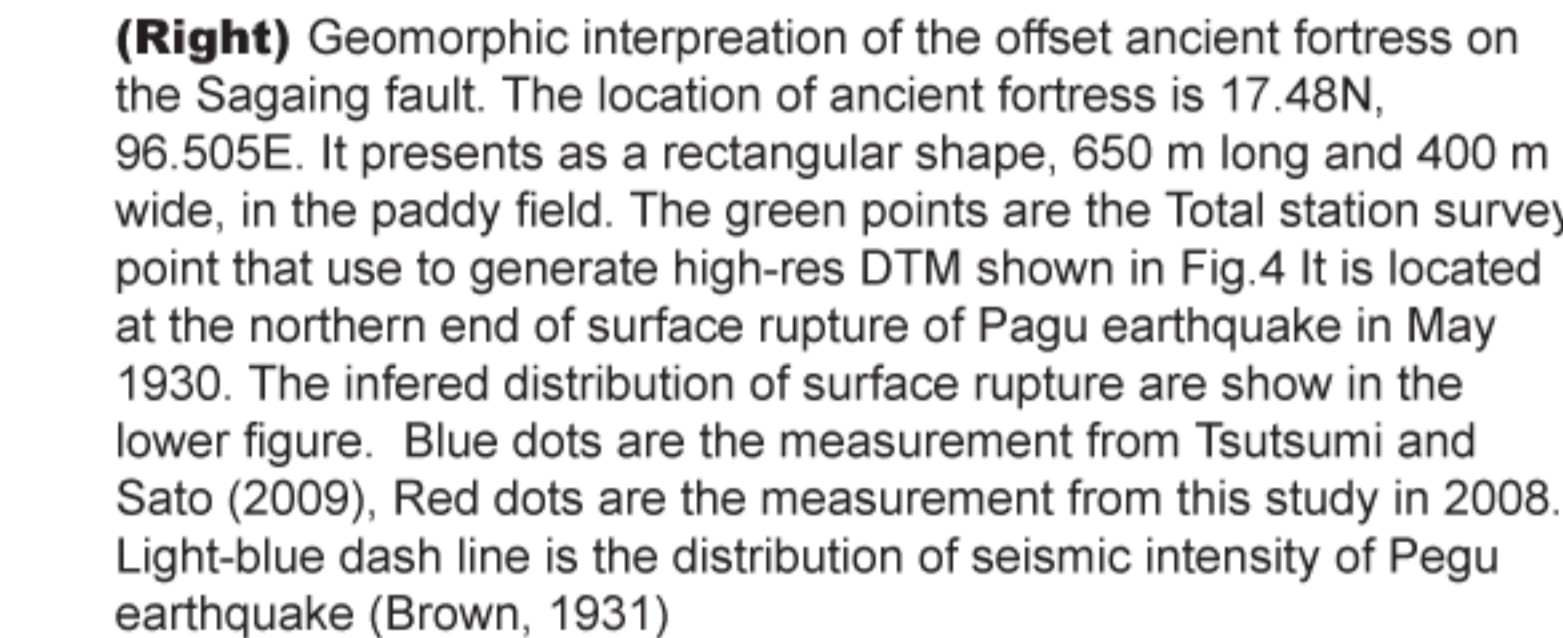 (Right) Geomorphic interpreation of the offset ancient fortress on
the Sagaing fault. The location of ancient fortress is 17.48N,
96.505E. It presents as a rectangular shape, 650 m long and 400 m
wide, in the paddy field. The green points are the Total station survey
point that use to generate high-res DTM shown in Fig.4 It is located
at the northern end of surface rupture of Pagu earthquake in May
1930. The infered distribution of surface rupture are show in the
lower figure.  Blue dots are the measurement from Tsutsumi and
Sato (2009), Red dots are the measurement from this study in 2008.
Light-blue dash line is the distribution of seismic intensity of Pegu
earthquake (Brown, 1931)